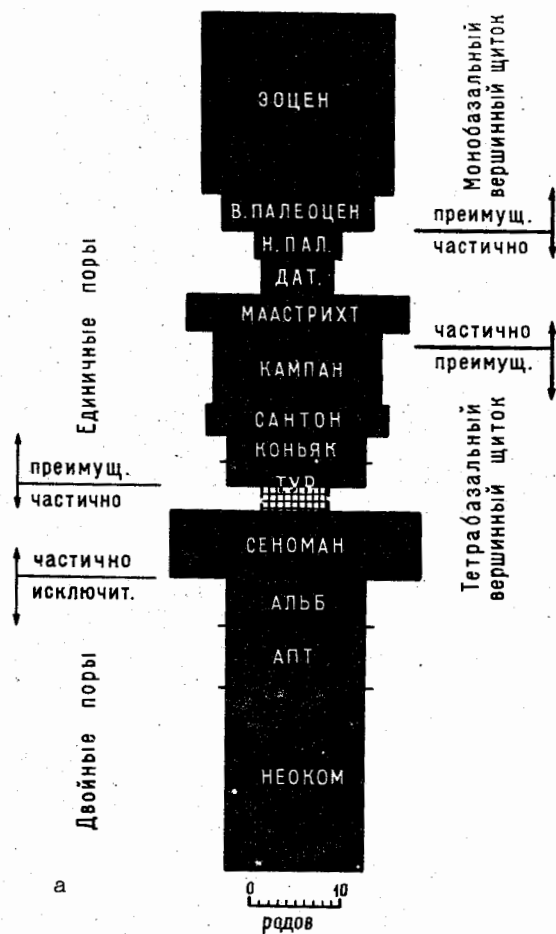 ЭОЦЕН
В. ПАЛЕОЦЕН
Н. ПАЛ.
ДАТ.
МААСТРИХТ
КАМПАН
САНТОН
КОНЬЯК
ТУР.
СЕНОМАН
АЛЬБ
АПТ
НЕОКОМ
Единичные поры
преимущ.
частично
частично
исключит.
Двойные поры
Монобазальный
вершинный щиток
преимущ.
частично
частично
преимущ.
Тетрабазальный
вершинный щиток
а
0 10
родов